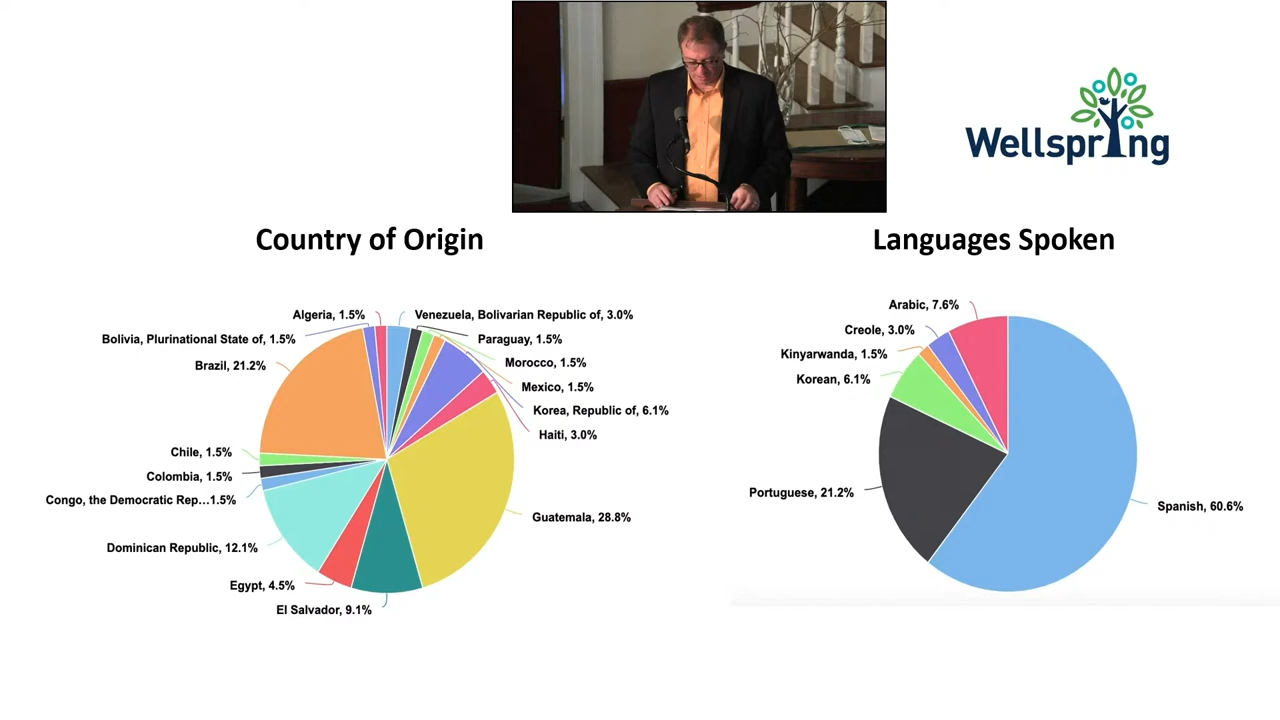 Wellspring
Country of Origin
Languages Spoken
Algeria, 1.5%
Venezuela, Bolivarian Republic of, 3.0%
Bolivia, Plurinational State of, 1.5%
Paraguay, 1.5%
Brazil, 21.2%
Morocco, 1.5%
Mexico, 1.5%
Korea, Republic of, 6.1%
Haiti, 3.0%
Chile, 1.5%
Colombia, 1.5%
Congo, the Democratic Rep...1.5%
Guatemala, 28.8%
Dominican Republic, 12.1%
Egypt, 4.5%
El Salvador, 9.1%
Arabic, 7.6%
Creole, 3.0%
Kinyarwanda, 1.5%
Korean, 6.1%
Portuguese, 21.2%
Spanish, 60.6%